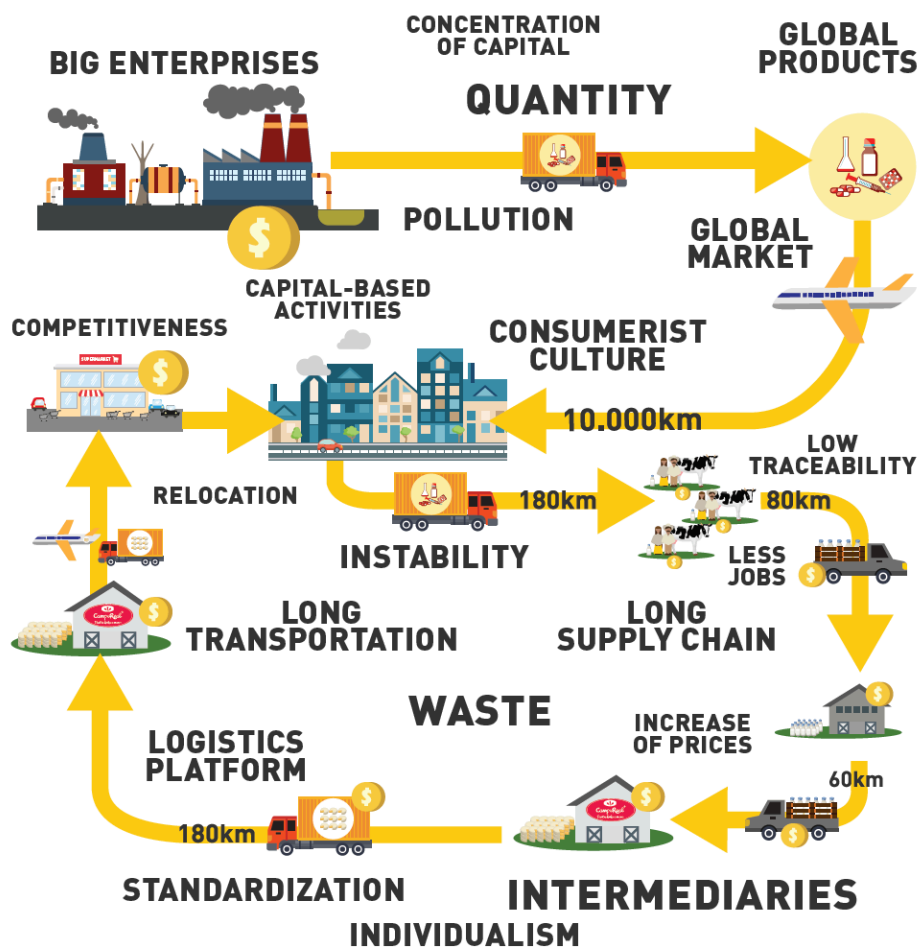 CONCENTRATION
OF CAPITAL
GLOBAL
PRODUCTS
BIG ENTERPRISES
QUANTITY
POLLUTION
GLOBAL
MARKET
$
CAPITAL-BASED
ACTIVITIES
COMPETITIVENESS
CONSUMERIST
CULTURE
SUPERMARKET
$
10.000km
LOW
TRACEABILITY
RELOCATION
180km
80km
$
$
$
INSTABILITY
LESS
JOBS
$
$
LONG
TRANSPORTATION
LONG
SUPPLY CHAIN
WASTE
$
INCREASE
OF PRICES
LOGISTICS
PLATFORM
60km
$
$
180km
$
STANDARDIZATION
INTERMEDIARIES
INDIVIDUALISM